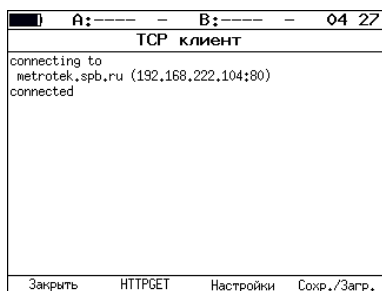 A:---- – B:---- – 04 27
TCP клиент
connecting to
metrotek.spb.ru (192.168.222.104:80)
connected
Закрыть HTTPGET Настройки Сохр./Загр.